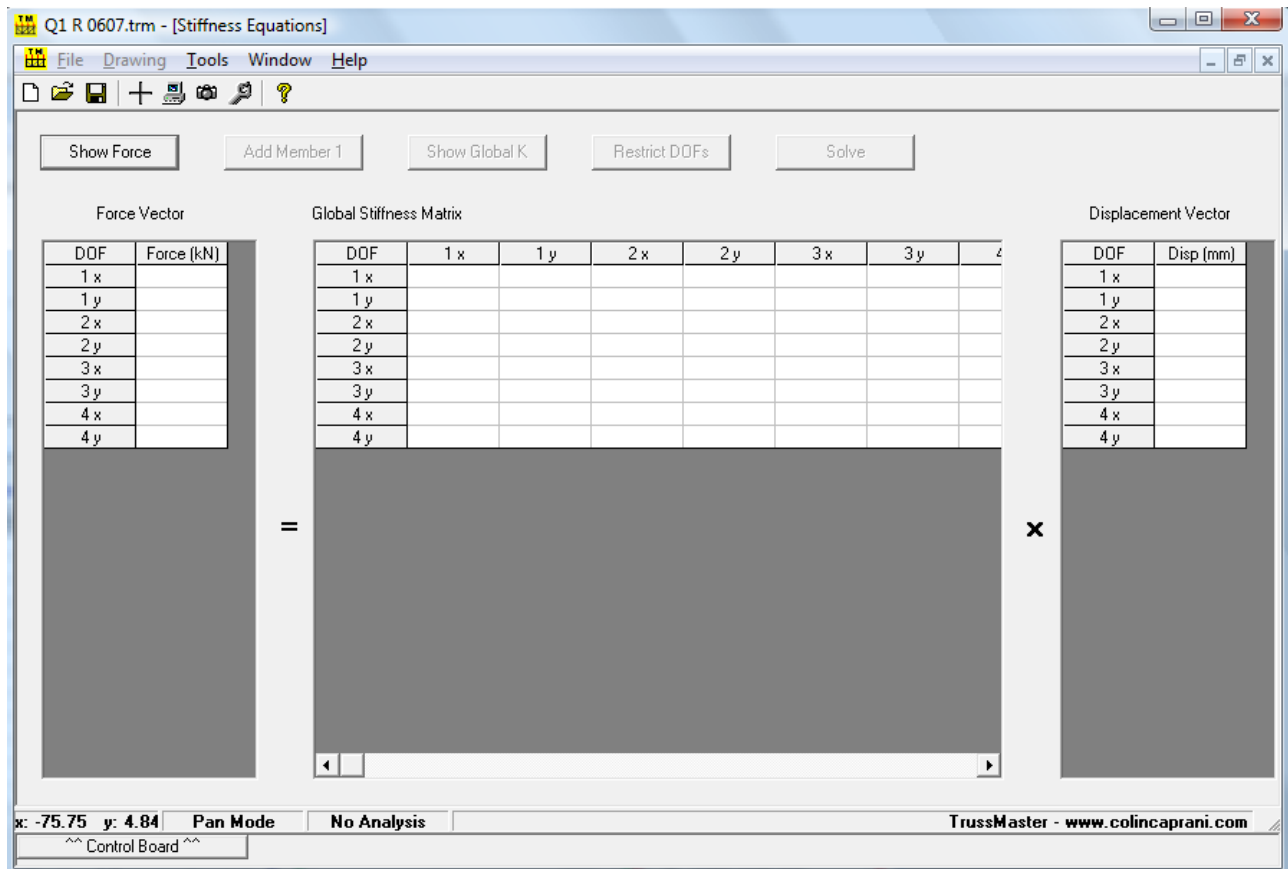 Q1 R 0607.trm - [Stiffness Equations]
File Drawing Tools Window Help
Show Force Add Member 1 Show Global K Restrict DOFs Solve
Force Vector Global Stiffness Matrix Displacement Vector
DOF Force (kN) DOF 1 x 1 y 2 x 2 y 3 x 3 y 4 DOF Disp (mm)
1 x 1 x 1 x
1 y 1 y 1 y
2 x 2 x 2 x
2 y 2 y 2 y
3 x 3 x 3 x
3 y 3 y 3 y
4 x 4 x 4 x
4 y 4 y 4 y
= x
x: -75.75 y: 4.84 Pan Mode No Analysis TrussMaster - www.colincaprani.com
^^ Control Board ^^